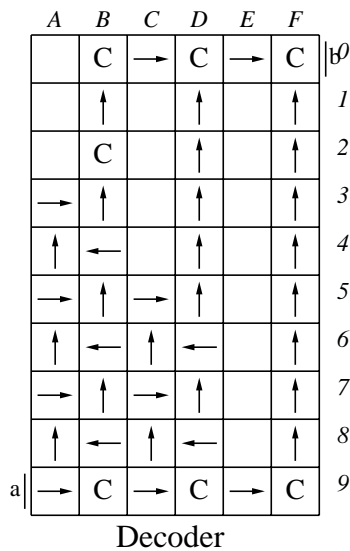 A B C D E F
C → C → C |b 0
↑ ↑ ↑ 1
C ↑ ↑ 2
→ ↑ ↑ ↑ 3
↑ ← ↑ ↑ 4
→ ↑ → ↑ ↑ 5
↑ ← ↑ ← ↑ 6
→ ↑ → ↑ ↑ 7
↑ ← ↑ ← ↑ 8
a| → C → C → C 9
Decoder